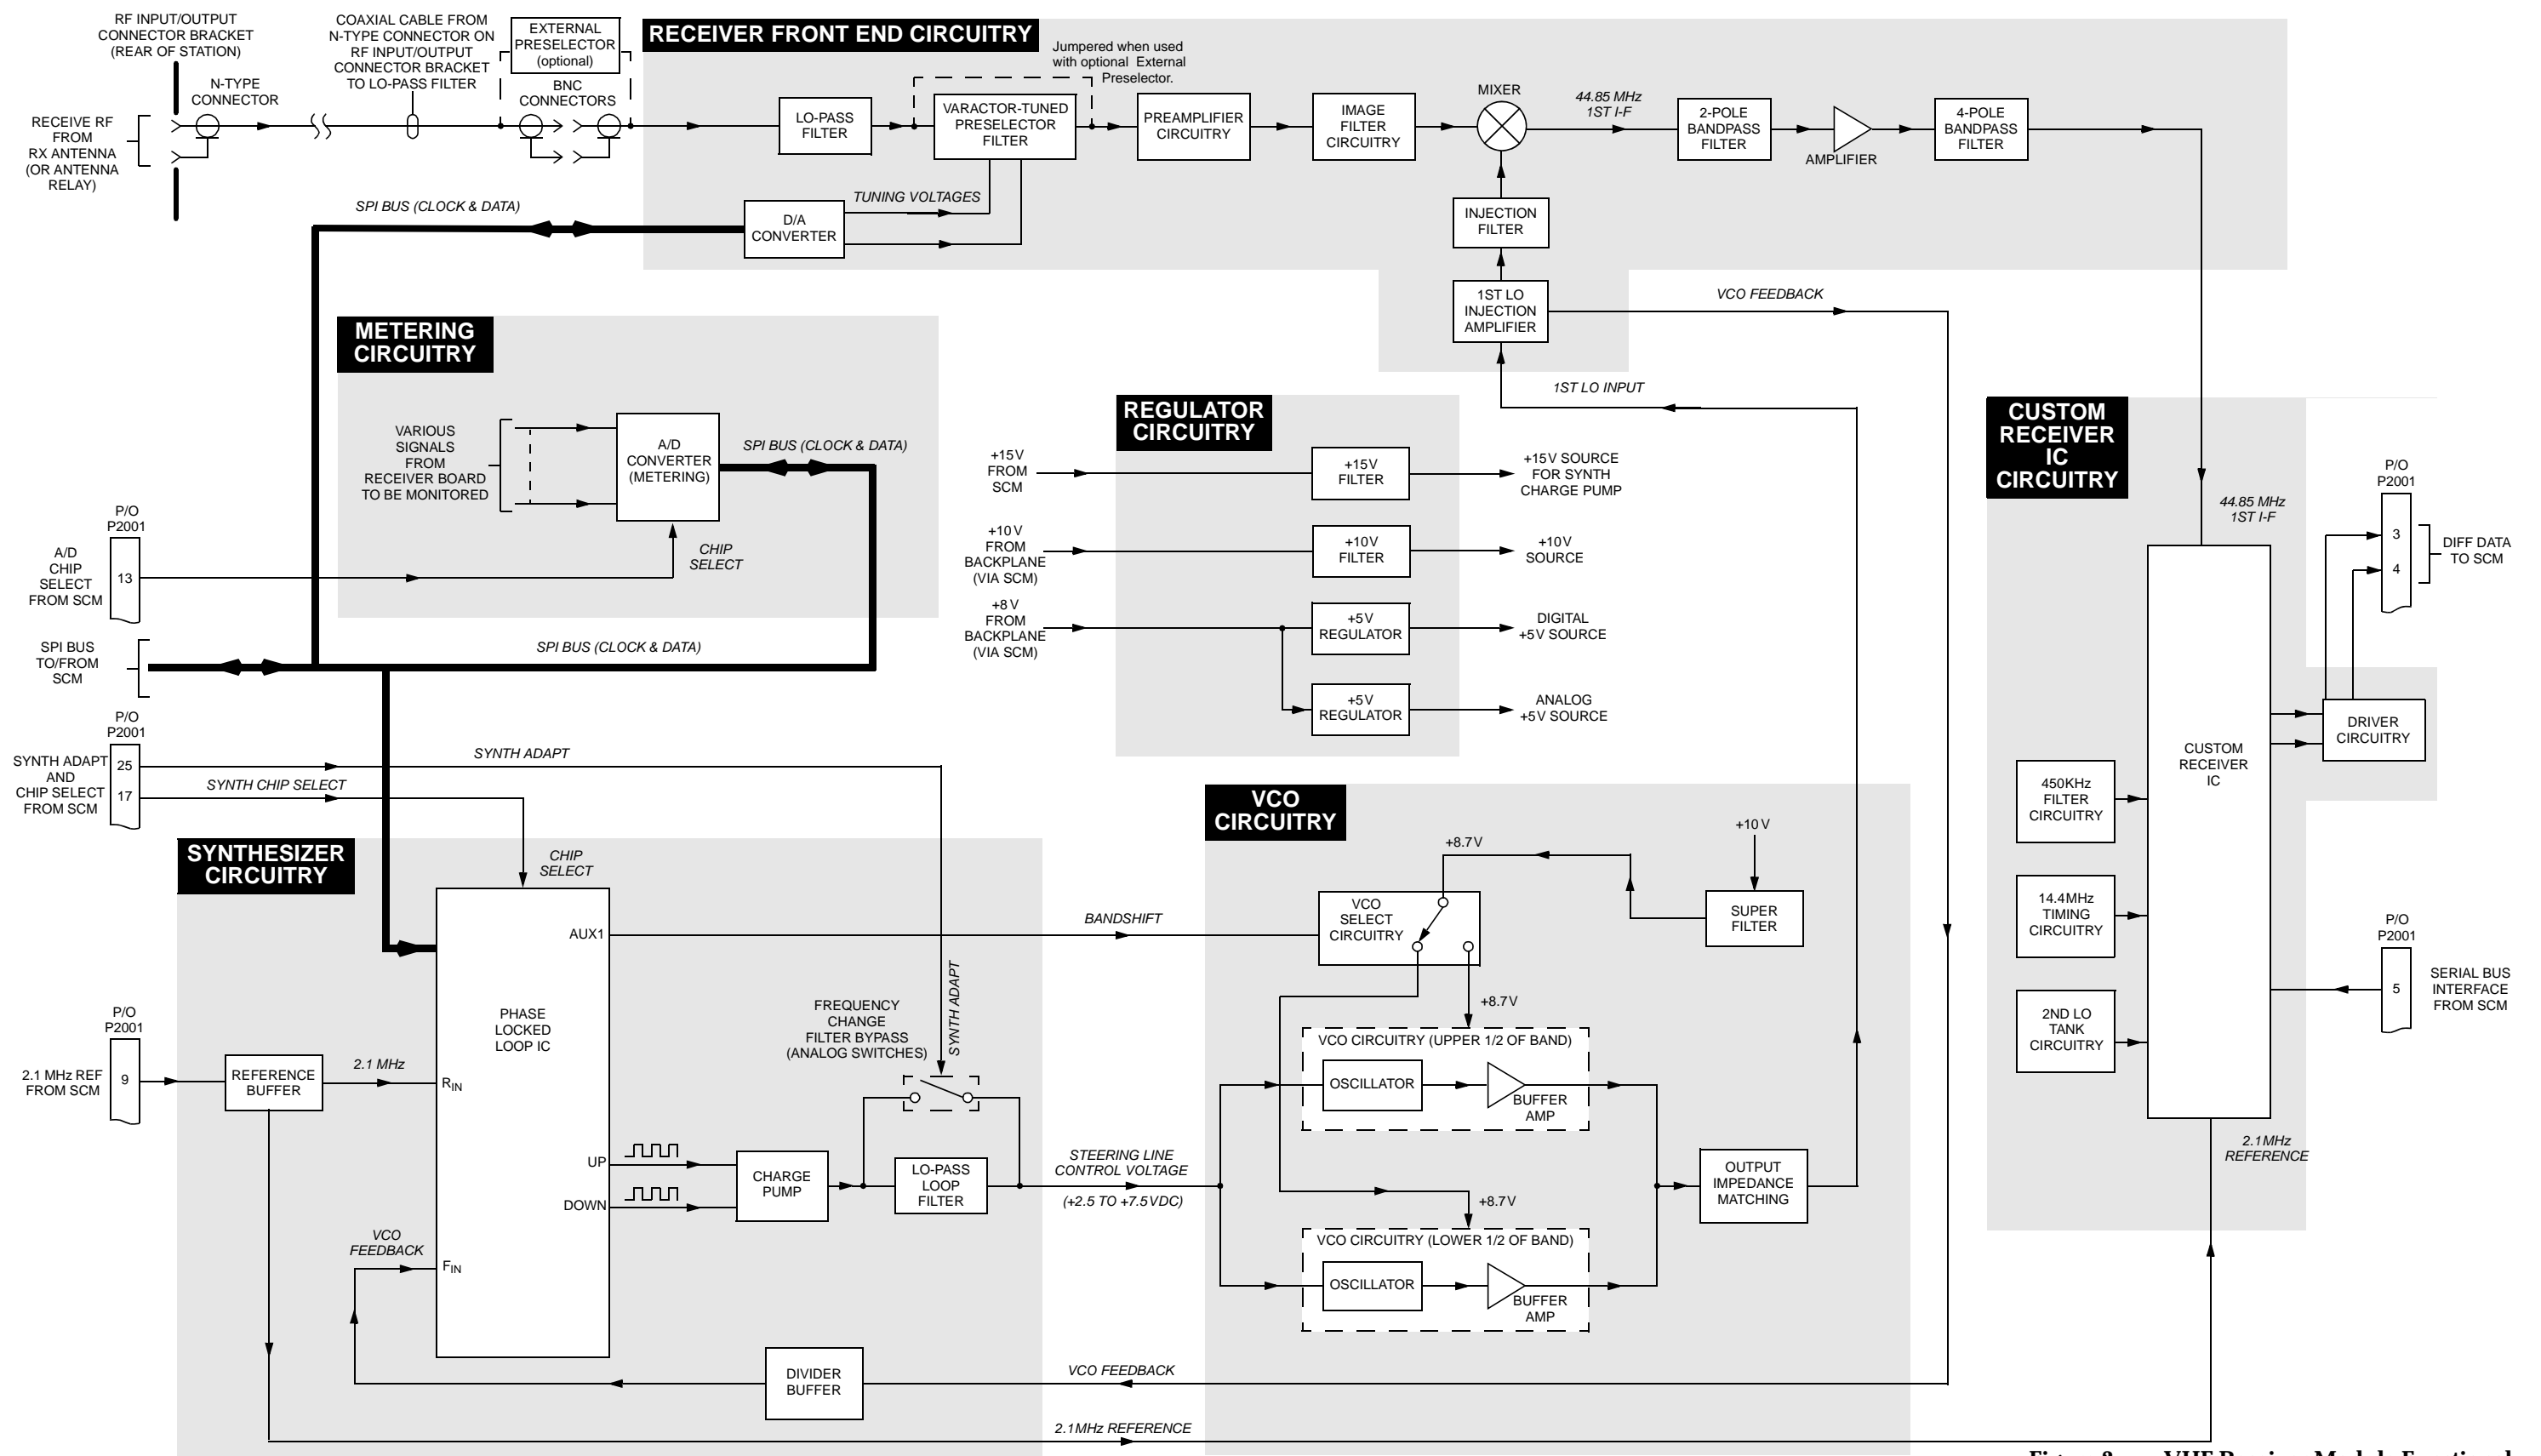 RF INPUT/OUTPUT
CONNECTOR BRACKET
(REAR OF STATION)
COAXIAL CABLE FROM
N-TYPE CONNECTOR ON
RF INPUT/OUTPUT
CONNECTOR BRACKET
TO LO-PASS FILTER
EXTERNAL
PRESELECTOR
(optional)
BNC
CONNECTORS
N-TYPE
CONNECTOR
RECEIVE RF
FROM
RX ANTENNA
(OR ANTENNA
RELAY)
RECEIVER FRONT END CIRCUITRY
Jumpered when used
with optional External
Preselector.
LO-PASS
FILTER
VARACTOR-TUNED
PRESELECTOR
FILTER
PREAMPLIFIER
CIRCUITRY
IMAGE
FILTER
CIRCUITRY
MIXER
44.85 MHz
1ST I-F
2-POLE
BANDPASS
FILTER
AMPLIFIER
4-POLE
BANDPASS
FILTER
SPI BUS (CLOCK & DATA)
TUNING VOLTAGES
D/A
CONVERTER
INJECTION
FILTER
1ST LO
INJECTION
AMPLIFIER
VCO FEEDBACK
1ST LO INPUT
METERING
CIRCUITRY
VARIOUS
SIGNALS
FROM
RECEIVER BOARD
TO BE MONITORED
A/D
CONVERTER
(METERING)
SPI BUS (CLOCK & DATA)
CHIP
SELECT
P/O
P2001
A/D
CHIP
SELECT
FROM SCM
13
SPI BUS
TO/FROM
SCM
SPI BUS (CLOCK & DATA)
REGULATOR
CIRCUITRY
+15V
FROM
SCM
+15V
FILTER
+15V SOURCE
FOR SYNTH
CHARGE PUMP
+10V
FROM
BACKPLANE
(VIA SCM)
+10V
FILTER
+10V
SOURCE
+8V
FROM
BACKPLANE
(VIA SCM)
+5V
REGULATOR
DIGITAL
+5V SOURCE
+5V
REGULATOR
ANALOG
+5V SOURCE
CUSTOM
RECEIVER
IC
CIRCUITRY
44.85 MHz
1ST I-F
P/O
P2001
3
4
DIFF DATA
TO SCM
CUSTOM
RECEIVER
IC
DRIVER
CIRCUITRY
450KHz
FILTER
CIRCUITRY
14.4MHz
TIMING
CIRCUITRY
2ND LO
TANK
CIRCUITRY
P/O
P2001
5
SERIAL BUS
INTERFACE
FROM SCM
2.1MHz
REFERENCE
P/O
P2001
SYNTH ADAPT
AND
CHIP SELECT
FROM SCM
25
17
SYNTH ADAPT
SYNTH CHIP SELECT
SYNTHESIZER
CIRCUITRY
CHIP
SELECT
AUX1
PHASE
LOCKED
LOOP IC
P/O
P2001
2.1 MHz REF
FROM SCM
9
REFERENCE
BUFFER
2.1 MHz
RIN
UP
DOWN
FIN
VCO
FEEDBACK
CHARGE
PUMP
FREQUENCY
CHANGE
FILTER BYPASS
(ANALOG SWITCHES)
SYNTH ADAPT
LO-PASS
LOOP
FILTER
DIVIDER
BUFFER
BANDSHIFT
STEERING LINE
CONTROL VOLTAGE
(+2.5 TO +7.5VDC)
VCO FEEDBACK
2.1MHz REFERENCE
VCO
CIRCUITRY
+8.7V
+10V
VCO
SELECT
CIRCUITRY
SUPER
FILTER
+8.7V
VCO CIRCUITRY (UPPER 1/2 OF BAND)
OSCILLATOR
BUFFER
AMP
+8.7V
VCO CIRCUITRY (LOWER 1/2 OF BAND)
OSCILLATOR
BUFFER
AMP
OUTPUT
IMPEDANCE
MATCHING